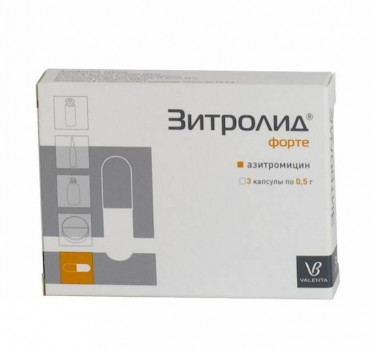 Зитролид®
форте
азитромицин
3 капсулы по 0,5 г
VALENTA